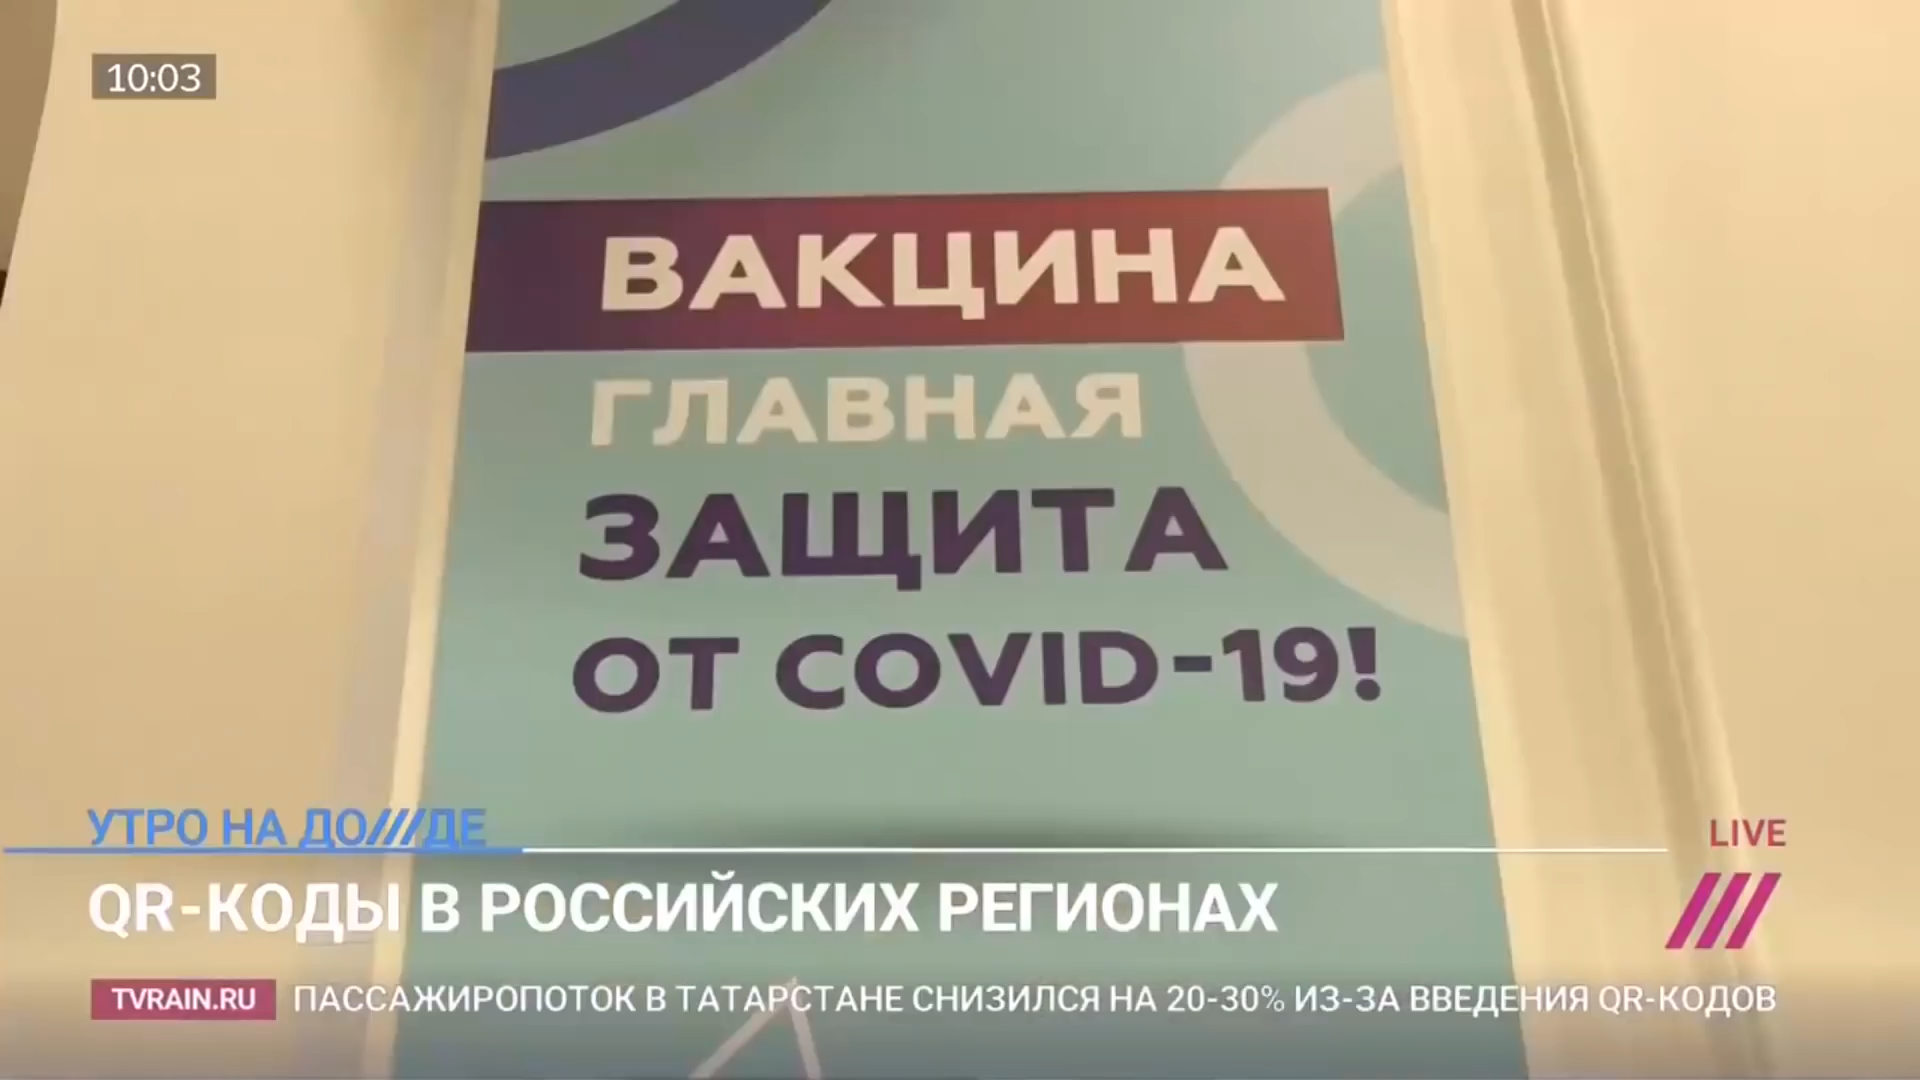 10:03
ВАКЦИНА
ГЛАВНАЯ
ЗАЩИТА
ОТ COVID-19!
УТРО НА ДО///ДЕ
LIVE
QR-КОДЫ В РОССИЙСКИХ РЕГИОНАХ
TVRAIN.RU ПАССАЖИРОПОТОК В ТАТАРСТАНЕ СНИЗИЛСЯ НА 20-30% ИЗ-ЗА ВВЕДЕНИЯ QR-КОДОВ